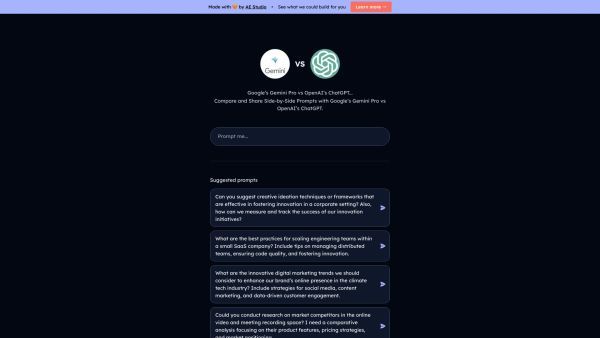 Made with 🧡 by AE Studio • See what we could build for you Learn more →
Gemini VS
Google's Gemini Pro vs OpenAI's ChatGPT...
Compare and Share Side-by-Side Prompts with Google's Gemini Pro vs
OpenAI's ChatGPT.
Prompt me...
Suggested prompts
Can you suggest creative ideation techniques or frameworks that
are effective in fostering innovation in a corporate setting? Also,
how can we measure and track the success of our innovation
initiatives?
What are the best practices for scaling engineering teams within
a small SaaS company? Include tips on managing distributed
teams, ensuring code quality, and fostering innovation.
What are the innovative digital marketing trends we should
consider to enhance our brand's online presence in the climate
tech industry? Include strategies for social media, content
marketing, and data-driven customer engagement.
Could you conduct research on market competitors in the online
video and meeting recording space? I need a comparative
analysis focusing on their product features, pricing strategies,
and market positioning.